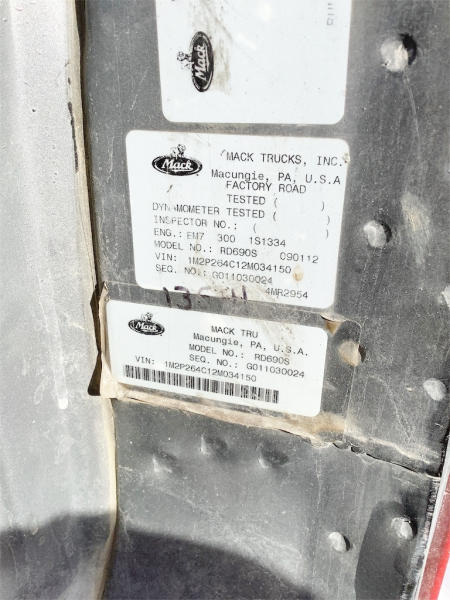 Mack
Mack
MACK TRUCKS, INC.
Macungie, PA, U.S.A
FACTORY ROAD
TESTED ( )
DYNAMOMETER TESTED ( )
INSPECTOR NO.: ( )
ENG.: EM7 300 1S1334
MODEL NO.: RD690S 090112
VIN: 1M2P264C12M034150
SEQ. NO.: G011030024
4MR2954
Mack
MACK TRU
Macungie, PA, U.S.A.
MODEL NO.: RD690S
SEQ. NO.: G011030024
VIN: 1M2P264C12M034150